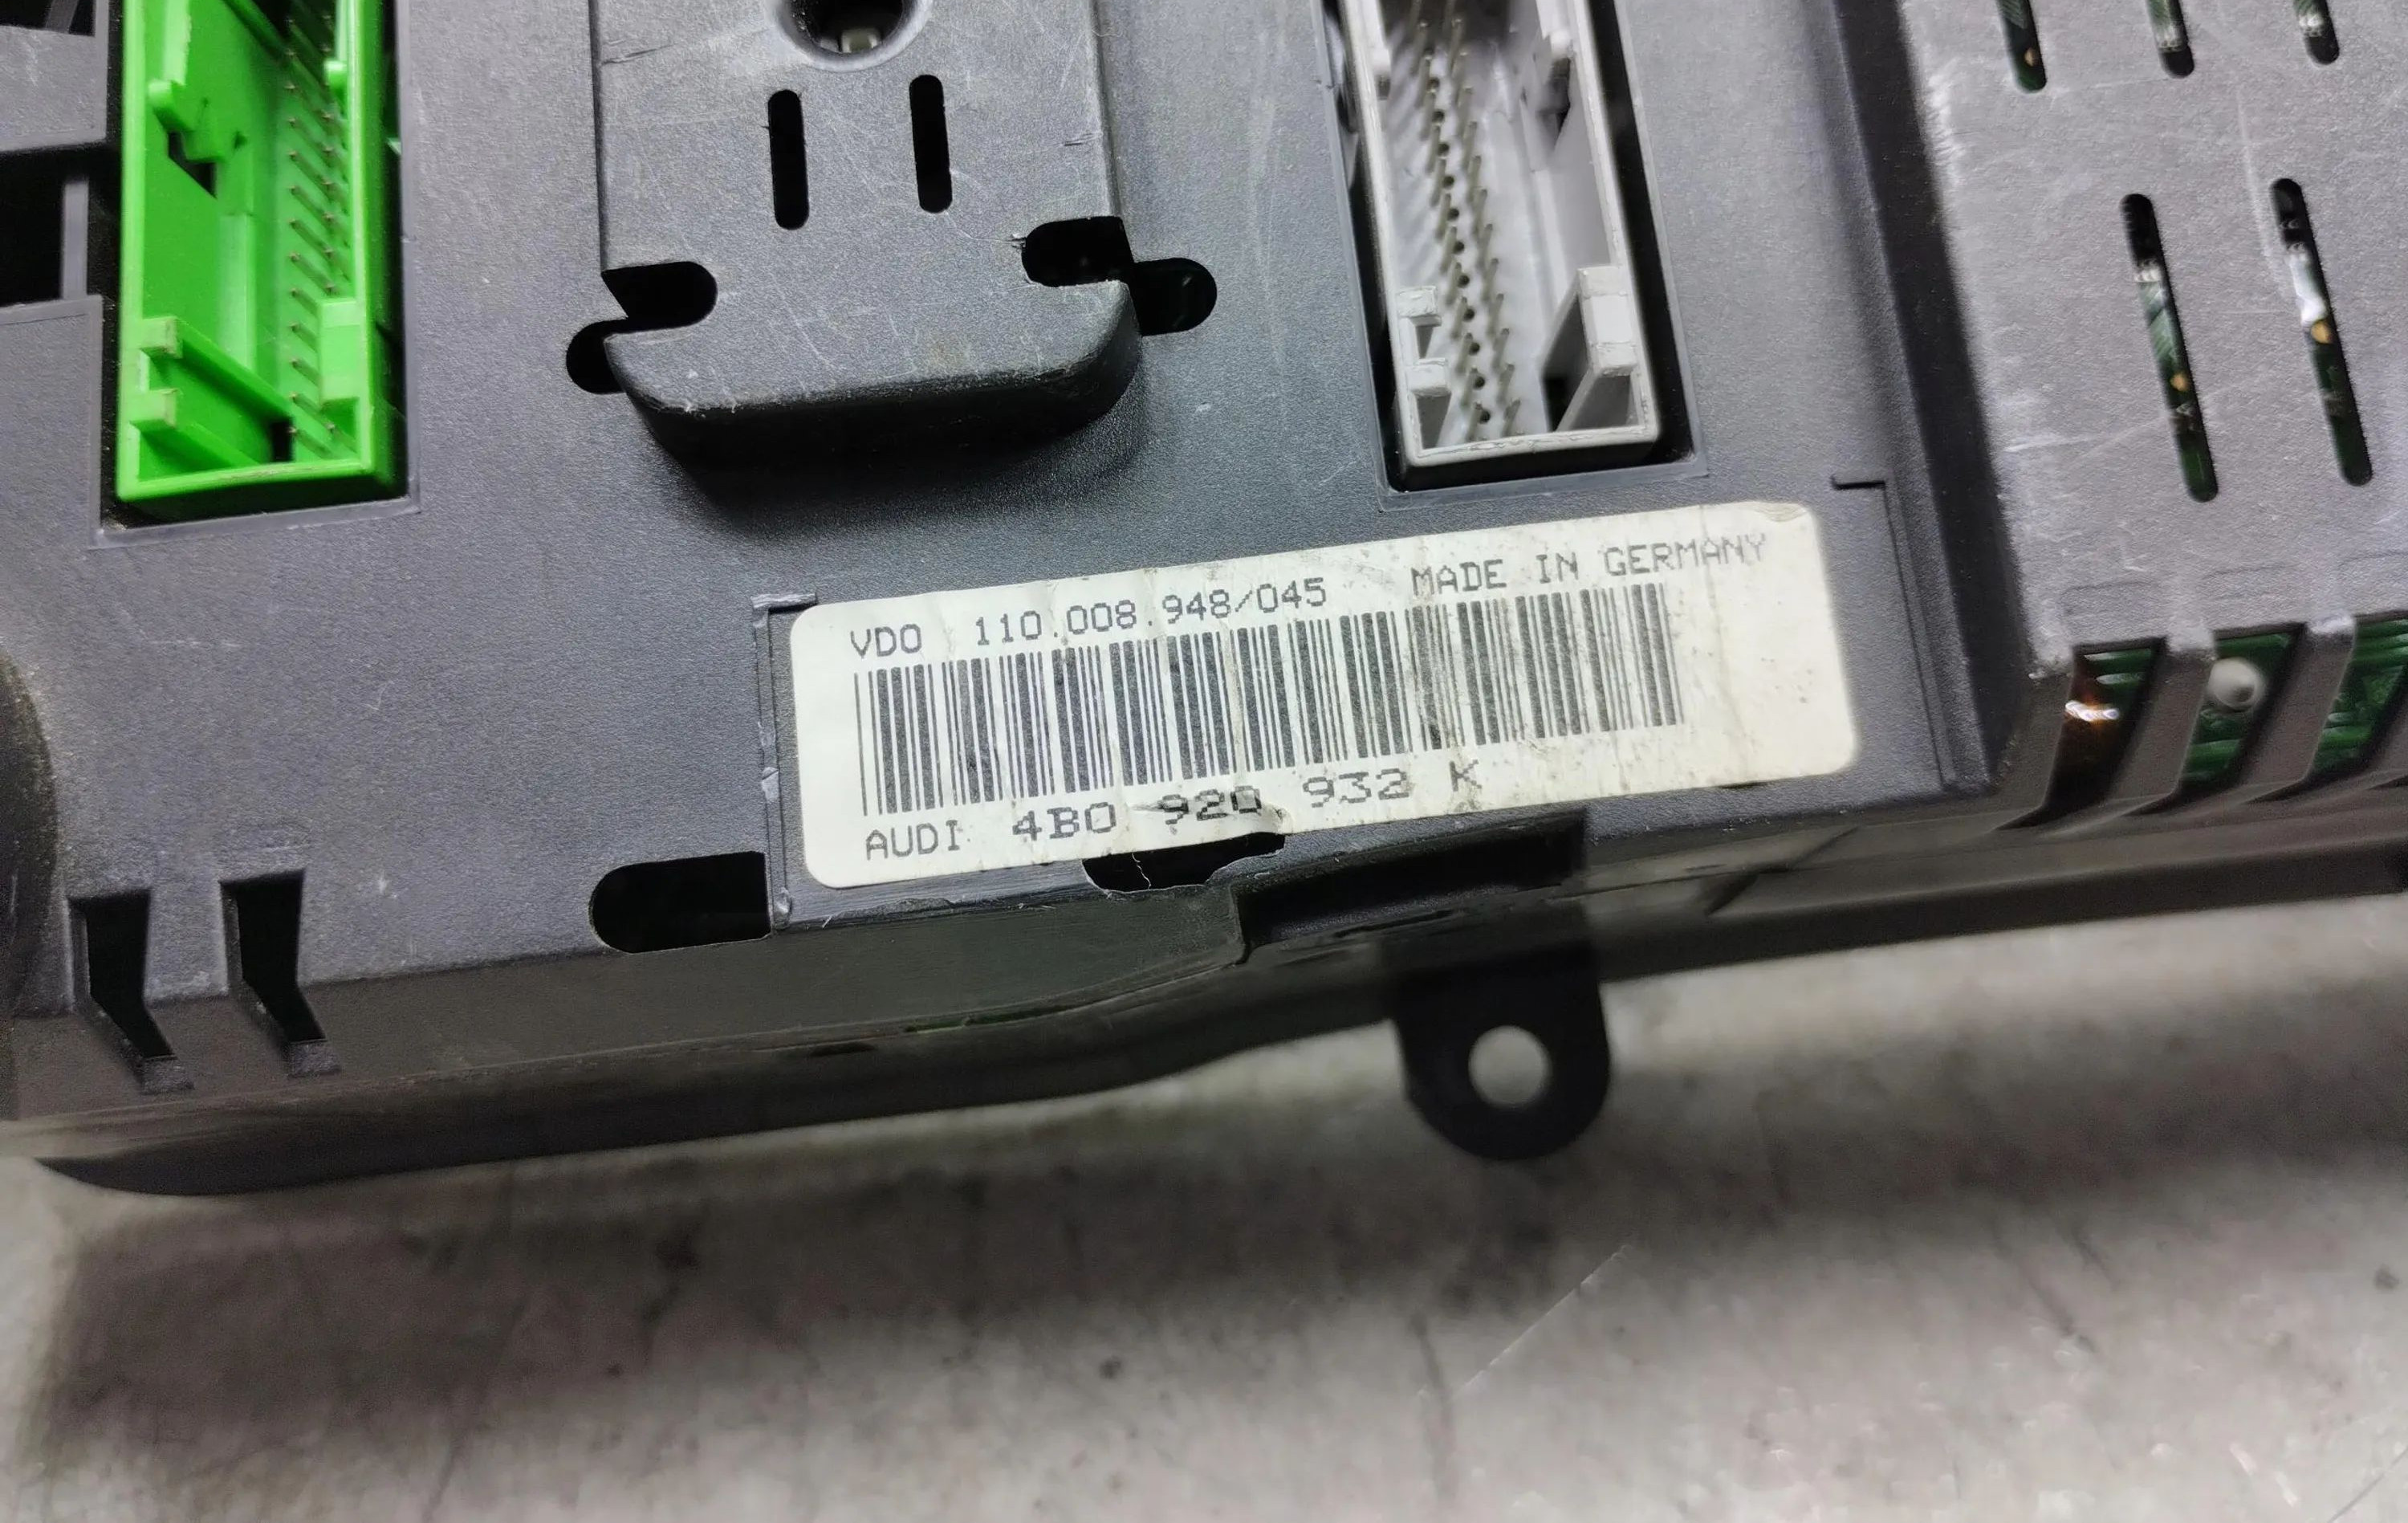 VDO 110.008.948/045 MADE IN GERMANY
AUDI 4B0 920 932 K